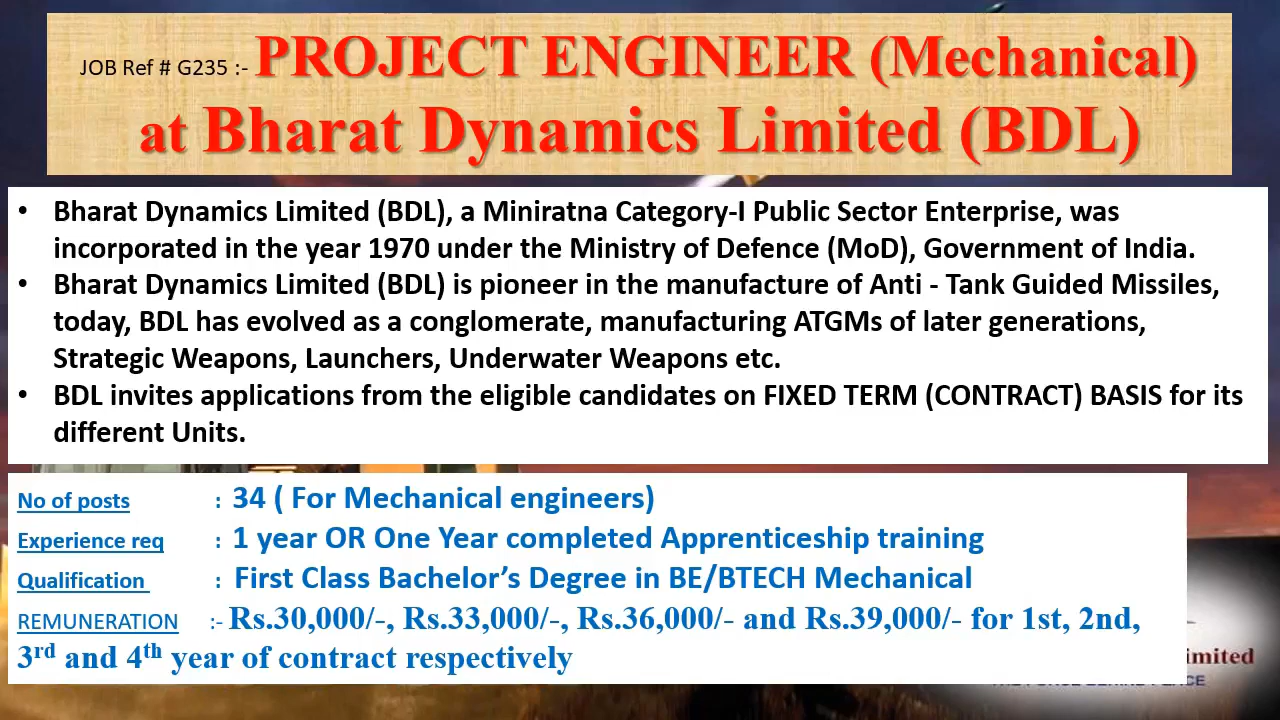 JOB Ref # G235 :- PROJECT ENGINEER (Mechanical)
at Bharat Dynamics Limited (BDL)
• Bharat Dynamics Limited (BDL), a Miniratna Category-I Public Sector Enterprise, was
incorporated in the year 1970 under the Ministry of Defence (MoD), Government of India.
• Bharat Dynamics Limited (BDL) is pioneer in the manufacture of Anti - Tank Guided Missiles,
today, BDL has evolved as a conglomerate, manufacturing ATGMs of later generations,
Strategic Weapons, Launchers, Underwater Weapons etc.
• BDL invites applications from the eligible candidates on FIXED TERM (CONTRACT) BASIS for its
different Units.
No of posts : 34 ( For Mechanical engineers)
Experience req : 1 year OR One Year completed Apprenticeship training
Qualification : First Class Bachelor’s Degree in BE/BTECH Mechanical
REMUNERATION :- Rs.30,000/-, Rs.33,000/-, Rs.36,000/- and Rs.39,000/- for 1st, 2nd,
3rd and 4th year of contract respectively